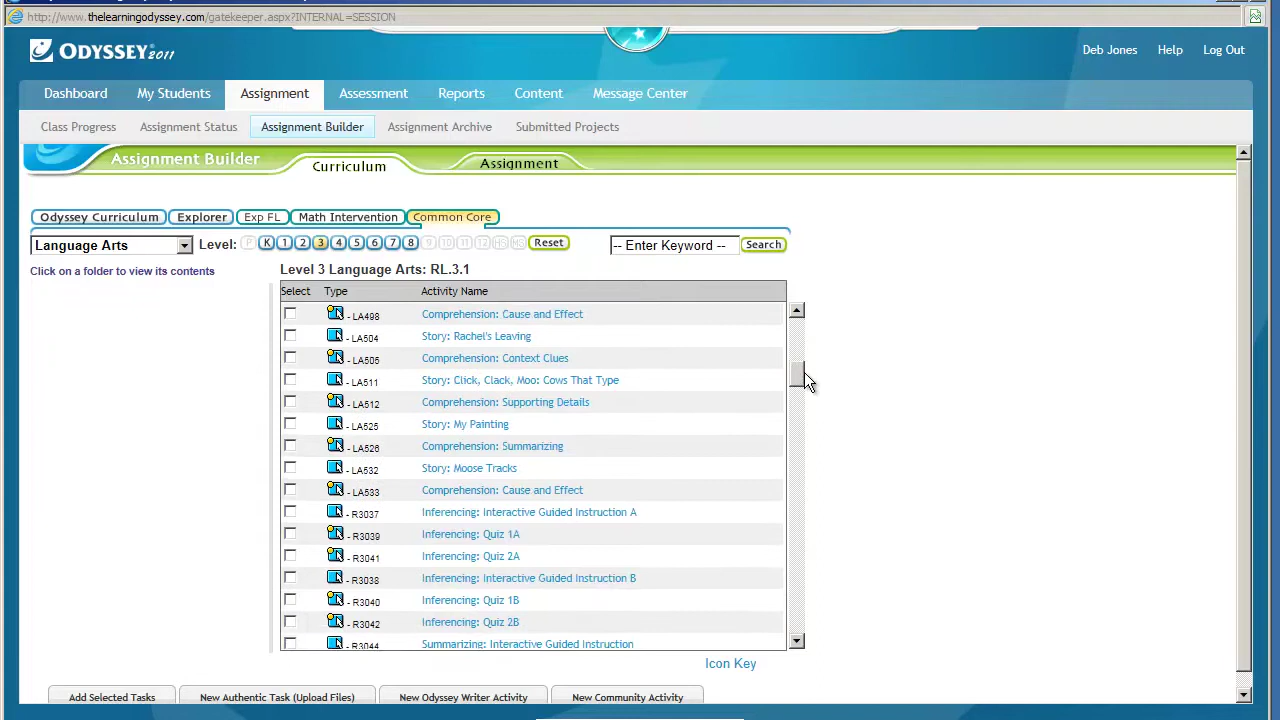 http://www.thelearningodyssey.com/gatekeeper.aspx?INTERNAL=SESSION
ODYSSEY 2011
Deb Jones Help Log Out
Dashboard My Students Assignment Assessment Reports Content Message Center
Class Progress Assignment Status Assignment Builder Assignment Archive Submitted Projects
Assignment Builder Curriculum Assignment
Odyssey Curriculum Explorer Exp FL Math Intervention Common Core
Language Arts Level: P K 1 2 3 4 5 6 7 8 9 10 11 12 HS HG Reset -- Enter Keyword -- Search
Click on a folder to view its contents
Level 3 Language Arts: RL.3.1
Select Type Activity Name
- LA498 Comprehension: Cause and Effect
- LA504 Story: Rachel's Leaving
- LA505 Comprehension: Context Clues
- LA511 Story: Click, Clack, Moo: Cows That Type
- LA512 Comprehension: Supporting Details
- LA525 Story: My Painting
- LA526 Comprehension: Summarizing
- LA532 Story: Moose Tracks
- LA533 Comprehension: Cause and Effect
- R3037 Inferencing: Interactive Guided Instruction A
- R3039 Inferencing: Quiz 1A
- R3041 Inferencing: Quiz 2A
- R3038 Inferencing: Interactive Guided Instruction B
- R3040 Inferencing: Quiz 1B
- R3042 Inferencing: Quiz 2B
- R3044 Summarizing: Interactive Guided Instruction
Icon Key
Add Selected Tasks New Authentic Task (Upload Files) New Odyssey Writer Activity New Community Activity